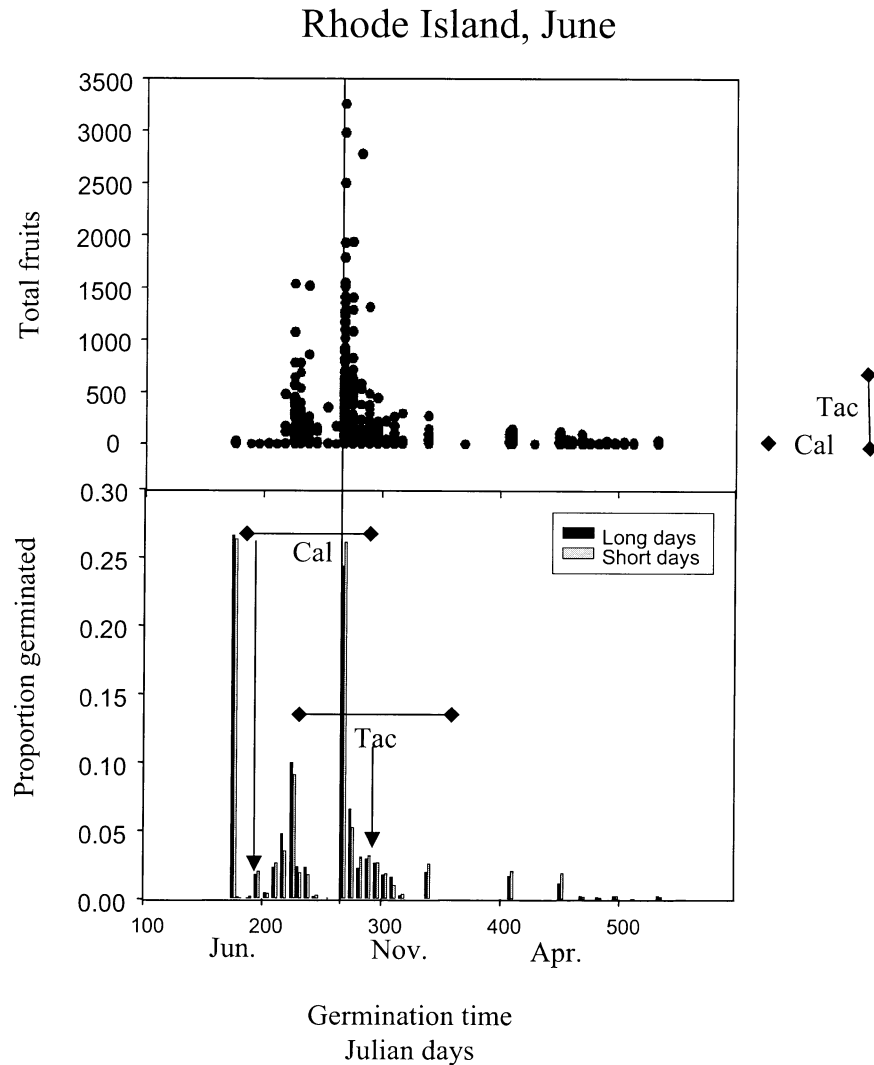 Rhode Island, June
Total fruits
3500
3000
2500
2000
1500
1000
500
0
Tac
Cal
Proportion germinated
0.30
0.25
0.20
0.15
0.10
0.05
0.00
Cal
Tac
Long days
Short days
100
200
300
400
500
Jun.
Nov.
Apr.
Germination time
Julian days